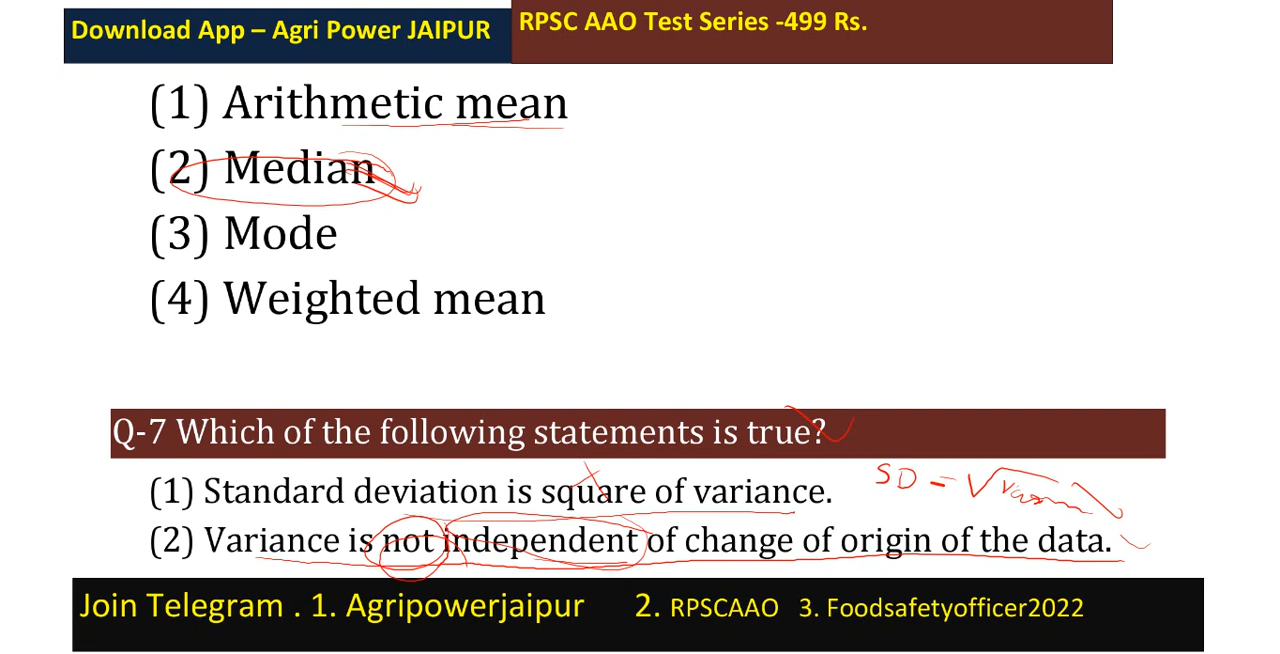 Download App – Agri Power JAIPUR
RPSC AAO Test Series -499 Rs.
(1) Arithmetic mean
(2) Median
(3) Mode
(4) Weighted mean
Q-7 Which of the following statements is true?
(1) Standard deviation is square of variance.
SD = √
(2) Variance is not independent of change of origin of the data.
Join Telegram . 1. Agripowerjaipur 2. RPSCAAO 3. Foodsafetyofficer2022